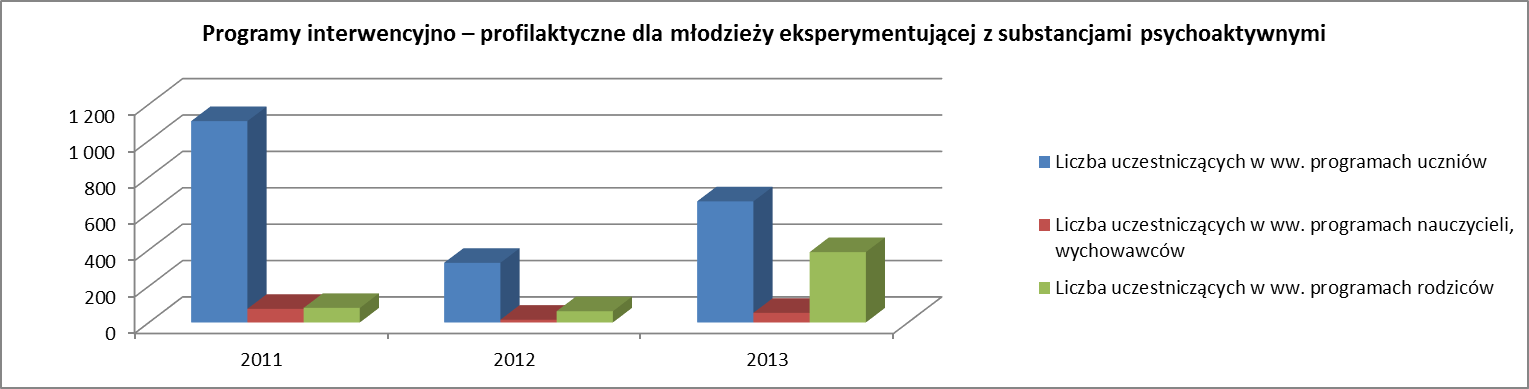 Programy interwencyjno – profilaktyczne dla młodzieży eksperymentującej z substancjami psychoaktywnymi
1 200
1 000
800
600
400
200
0
2011
2012
2013
Liczba uczestniczących w ww. programach uczniów
Liczba uczestniczących w ww. programach nauczycieli,
wychowawców
Liczba uczestniczących w ww. programach rodziców